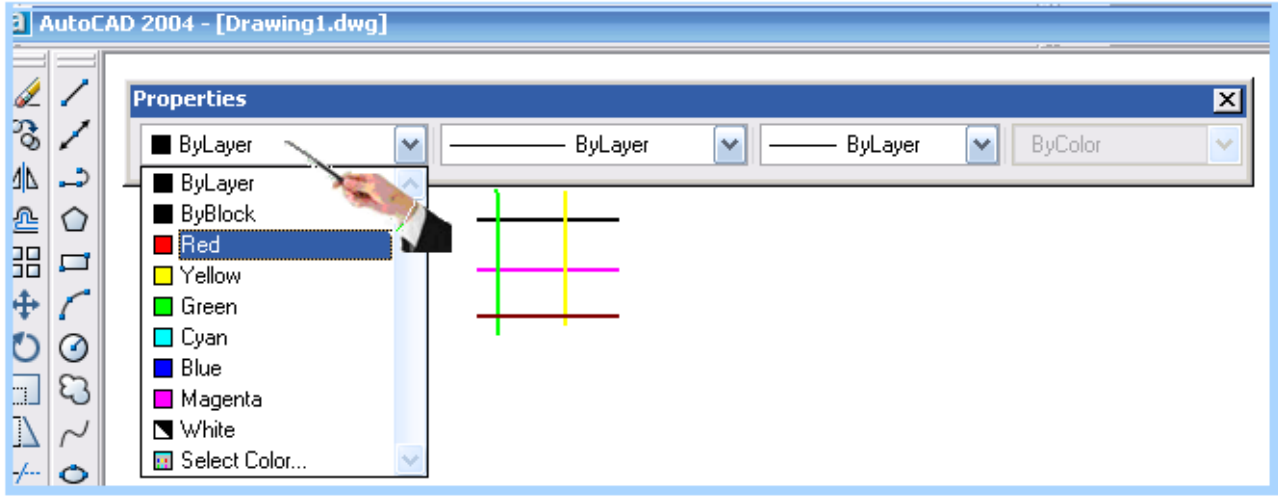 AutoCAD 2004 - [Drawing1.dwg]
Properties
ByLayer ByLayer ByLayer ByColor
ByLayer
ByBlock
Red
Yellow
Green
Cyan
Blue
Magenta
White
Select Color...